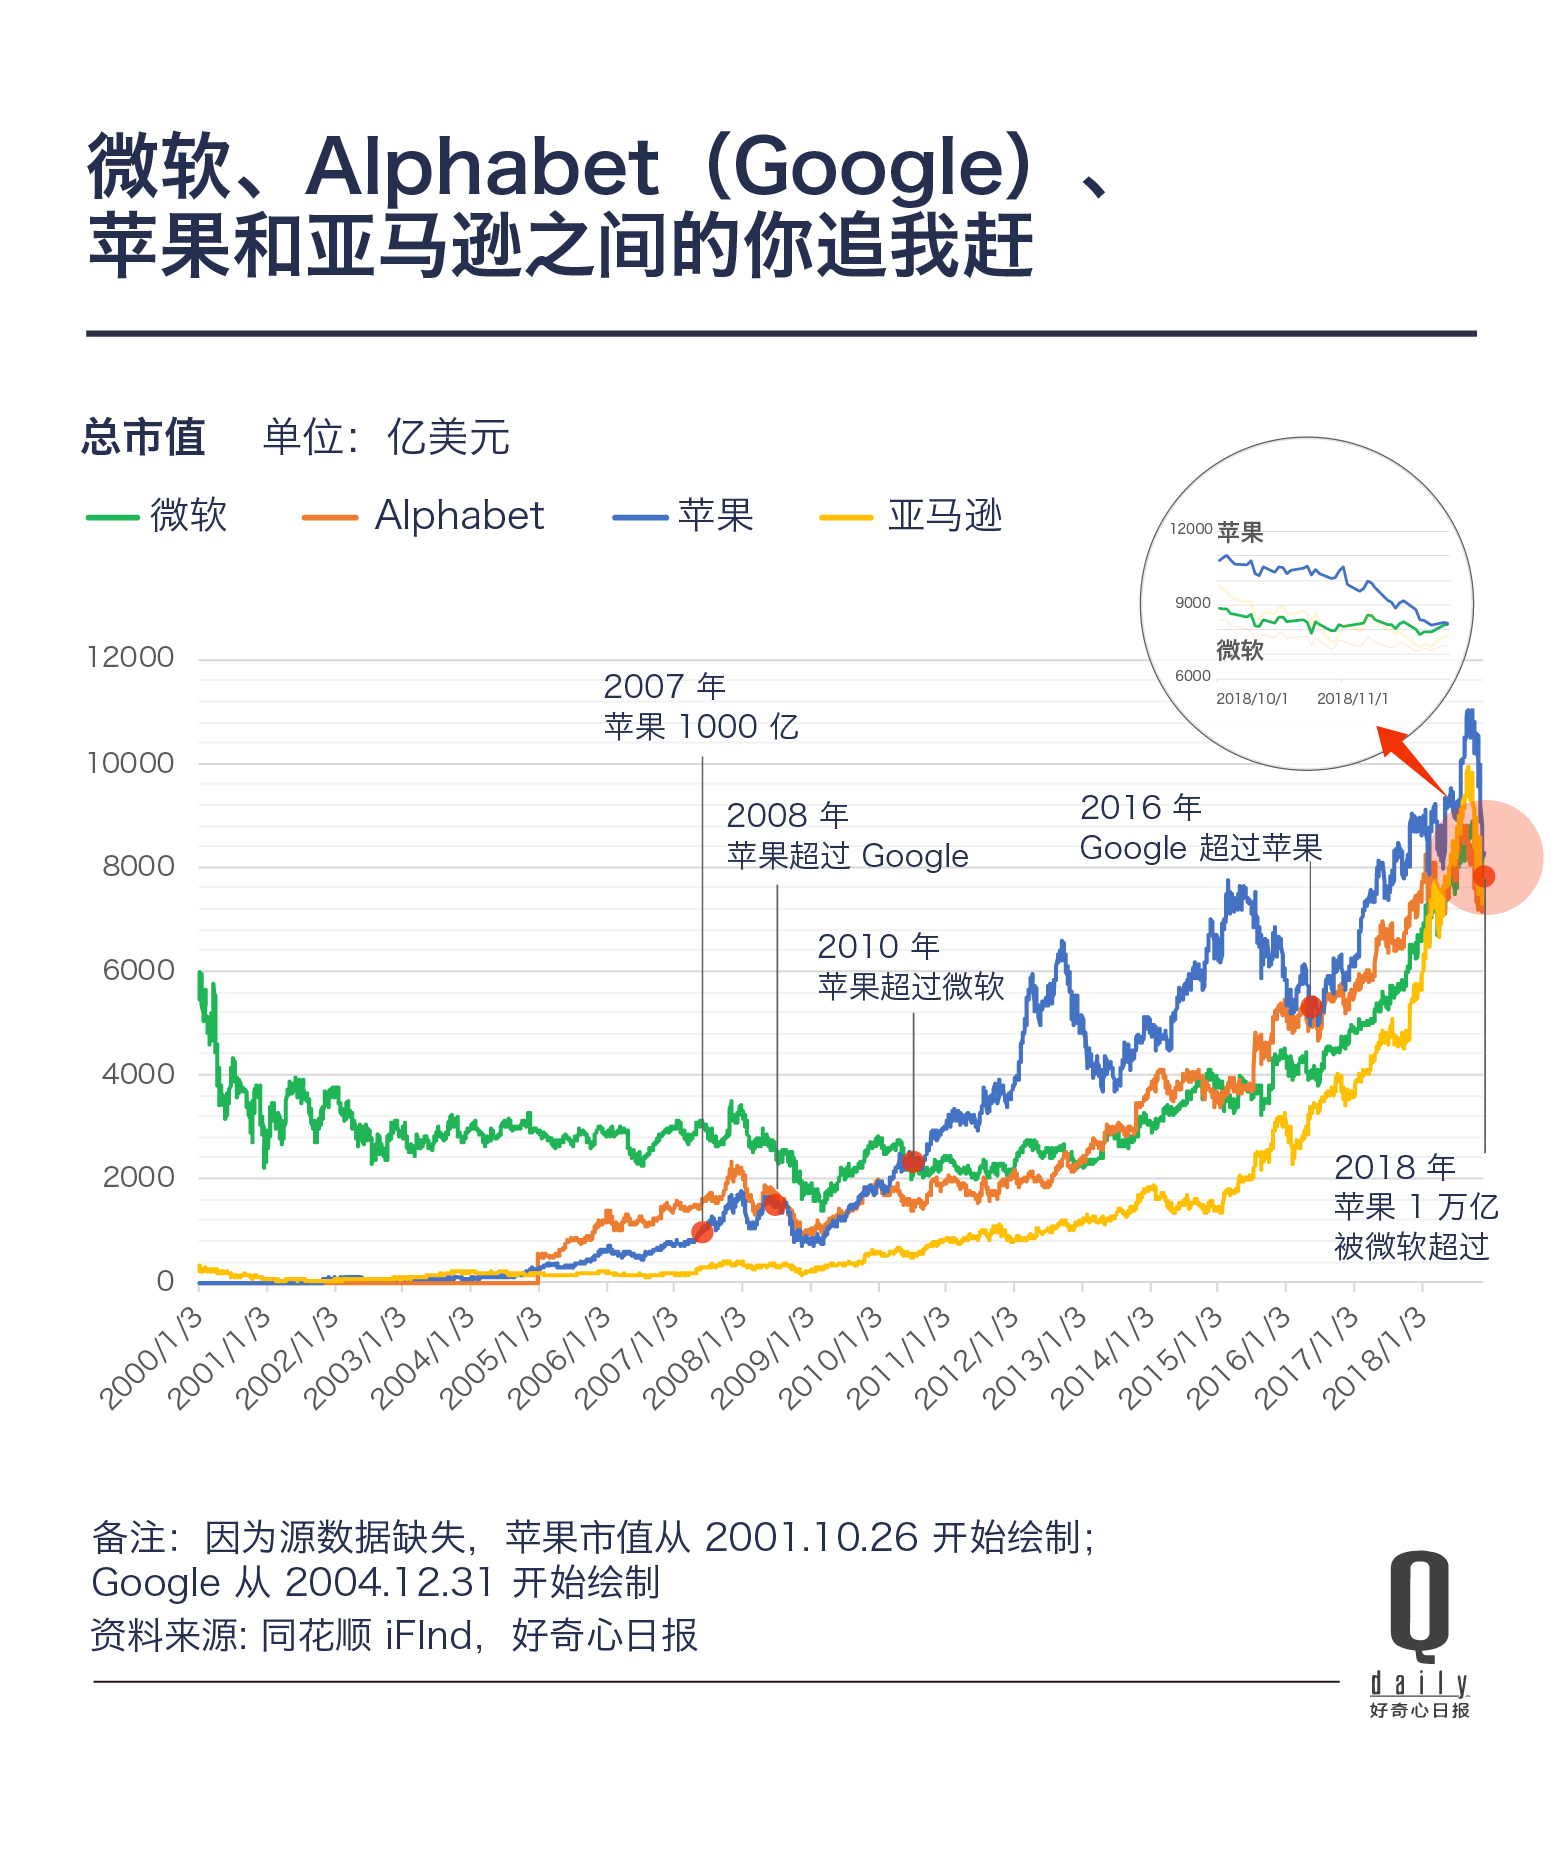 微软、Alphabet（Google）、
苹果和亚马逊之间的你追我赶
总市值 单位：亿美元
微软 Alphabet 苹果 亚马逊
12000 苹果
9000
微软
6000
2018/10/1 2018/11/1
12000
10000
8000
6000
4000
2000
0
2007 年
苹果 1000 亿
2008 年
苹果超过 Google
2010 年
苹果超过微软
2016 年
Google 超过苹果
2018 年
苹果 1 万亿
被微软超过
2000/1/3
2001/1/3
2002/1/3
2003/1/3
2004/1/3
2005/1/3
2006/1/3
2007/1/3
2008/1/3
2009/1/3
2010/1/3
2011/1/3
2012/1/3
2013/1/3
2014/1/3
2015/1/3
2016/1/3
2017/1/3
2018/1/3
备注：因为源数据缺失，苹果市值从 2001.10.26 开始绘制；
Google 从 2004.12.31 开始绘制
资料来源: 同花顺 iFInd，好奇心日报
Q
daily
好奇心日报